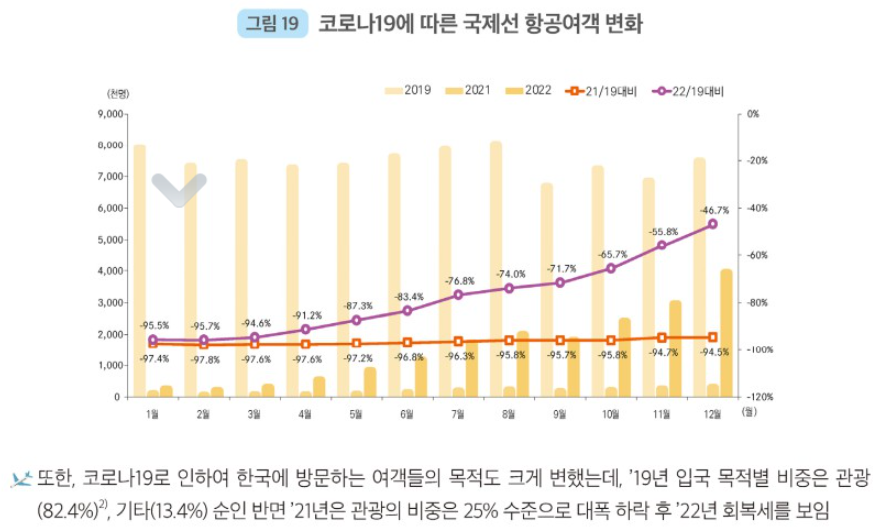 그림 19 코로나19에 따른 국제선 항공여객 변화
(천명)
2019 2021 2022 21/19대비 22/19대비
9,000 0%
8,000 -20%
7,000 -40%
6,000 -60%
5,000 -80%
4,000 -100%
3,000 -120%
2,000
1,000
0
-95.5% -95.7% -94.6% -91.2% -87.3% -83.4% -76.8% -74.0% -71.7% -65.7% -55.8% -46.7%
-97.4% -97.8% -97.6% -97.6% -97.2% -96.8% -96.3% -95.8% -95.7% -95.8% -94.7% -94.5%
1월 2월 3월 4월 5월 6월 7월 8월 9월 10월 11월 12월 (월)
또한, 코로나19로 인하여 한국에 방문하는 여객들의 목적도 크게 변했는데, '19년 입국 목적별 비중은 관광
(82.4%)2), 기타(13.4%) 순인 반면 '21년은 관광의 비중은 25% 수준으로 대폭 하락 후 '22년 회복세를 보임